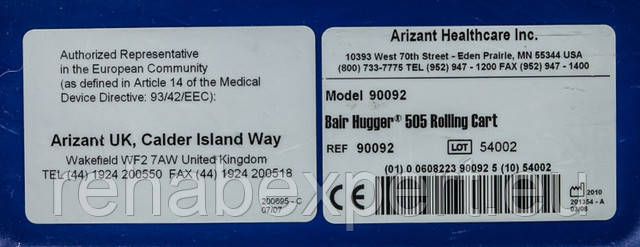 Authorized Representative
in the European Community
(as defined in Article 14 of the Medical
Device Directive: 93/42/EEC):
Arizant UK, Calder Island Way
Wakefield WF2 7AW United Kingdom
TEL (44) 1924 200550 FAX (44) 1924 200518
200695 - C
07/07
Arizant Healthcare Inc.
10393 West 70th Street - Eden Prairie, MN 55344 USA
(800) 733-7775 TEL (952) 947 - 1200 FAX (952) 947 - 1400
Model 90092
Bair Hugger® 505 Rolling Cart
REF 90092 LOT 54002
(01) 0 0608223 90092 5 (10) 54002
CE
2010
201354 - A
03/08
rehabexpert.in.eu